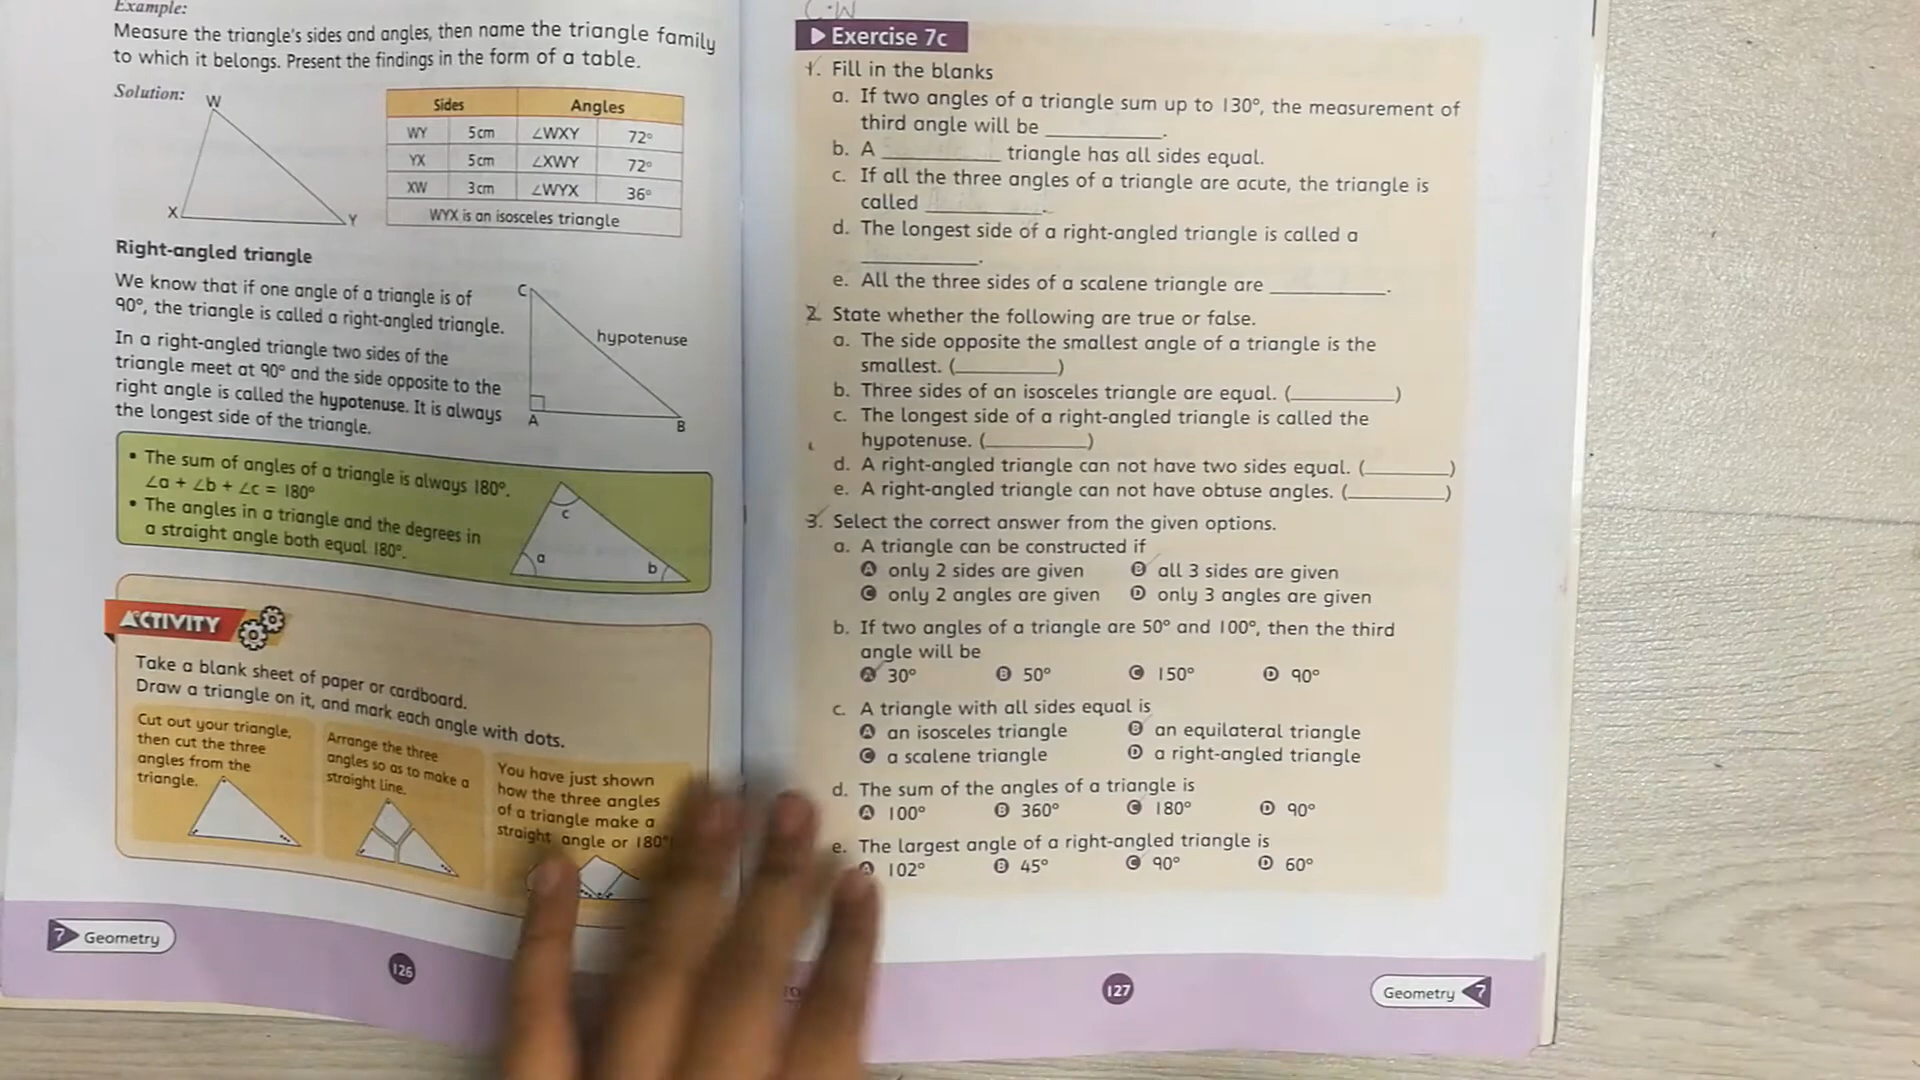 Example:
Measure the triangle's sides and angles, then name the triangle family
to which it belongs. Present the findings in the form of a table.
Solution:
W
X
Y
Sides Angles
WY 5cm ∠WXY 72°
YX 5cm ∠XWY 72°
XW 3cm ∠WYX 36°
WYX is an isosceles triangle
Right-angled triangle
We know that if one angle of a triangle is of
90°, the triangle is called a right-angled triangle.
In a right-angled triangle two sides of the
triangle meet at 90° and the side opposite to the
right angle is called the hypotenuse. It is always
the longest side of the triangle.
C
hypotenuse
A
B
• The sum of angles of a triangle is always 180°.
∠a + ∠b + ∠c = 180°
• The angles in a triangle and the degrees in
a straight angle both equal 180°.
c
a
b
ACTIVITY
Take a blank sheet of paper or cardboard.
Draw a triangle on it, and mark each angle with dots.
Cut out your triangle,
then cut the three
angles from the
triangle.
Arrange the three
angles so as to make a
straight line.
You have just shown
how the three angles
of a triangle make a
straight angle or 180°
7 Geometry
126
C.W
Exercise 7c
1. Fill in the blanks
a. If two angles of a triangle sum up to 130°, the measurement of
third angle will be ____________.
b. A ____________ triangle has all sides equal.
c. If all the three angles of a triangle are acute, the triangle is
called ____________.
d. The longest side of a right-angled triangle is called a
____________.
e. All the three sides of a scalene triangle are ____________.
2. State whether the following are true or false.
a. The side opposite the smallest angle of a triangle is the
smallest. (__________)
b. Three sides of an isosceles triangle are equal. (__________)
c. The longest side of a right-angled triangle is called the
hypotenuse. (__________)
d. A right-angled triangle can not have two sides equal. (__________)
e. A right-angled triangle can not have obtuse angles. (__________)
3. Select the correct answer from the given options.
a. A triangle can be constructed if
A only 2 sides are given B all 3 sides are given
C only 2 angles are given D only 3 angles are given
b. If two angles of a triangle are 50° and 100°, then the third
angle will be
A 30° B 50° C 150° D 90°
c. A triangle with all sides equal is
A an isosceles triangle B an equilateral triangle
C a scalene triangle D a right-angled triangle
d. The sum of the angles of a triangle is
A 100° B 360° C 180° D 90°
e. The largest angle of a right-angled triangle is
A 102° B 45° C 90° D 60°
127
Geometry 7